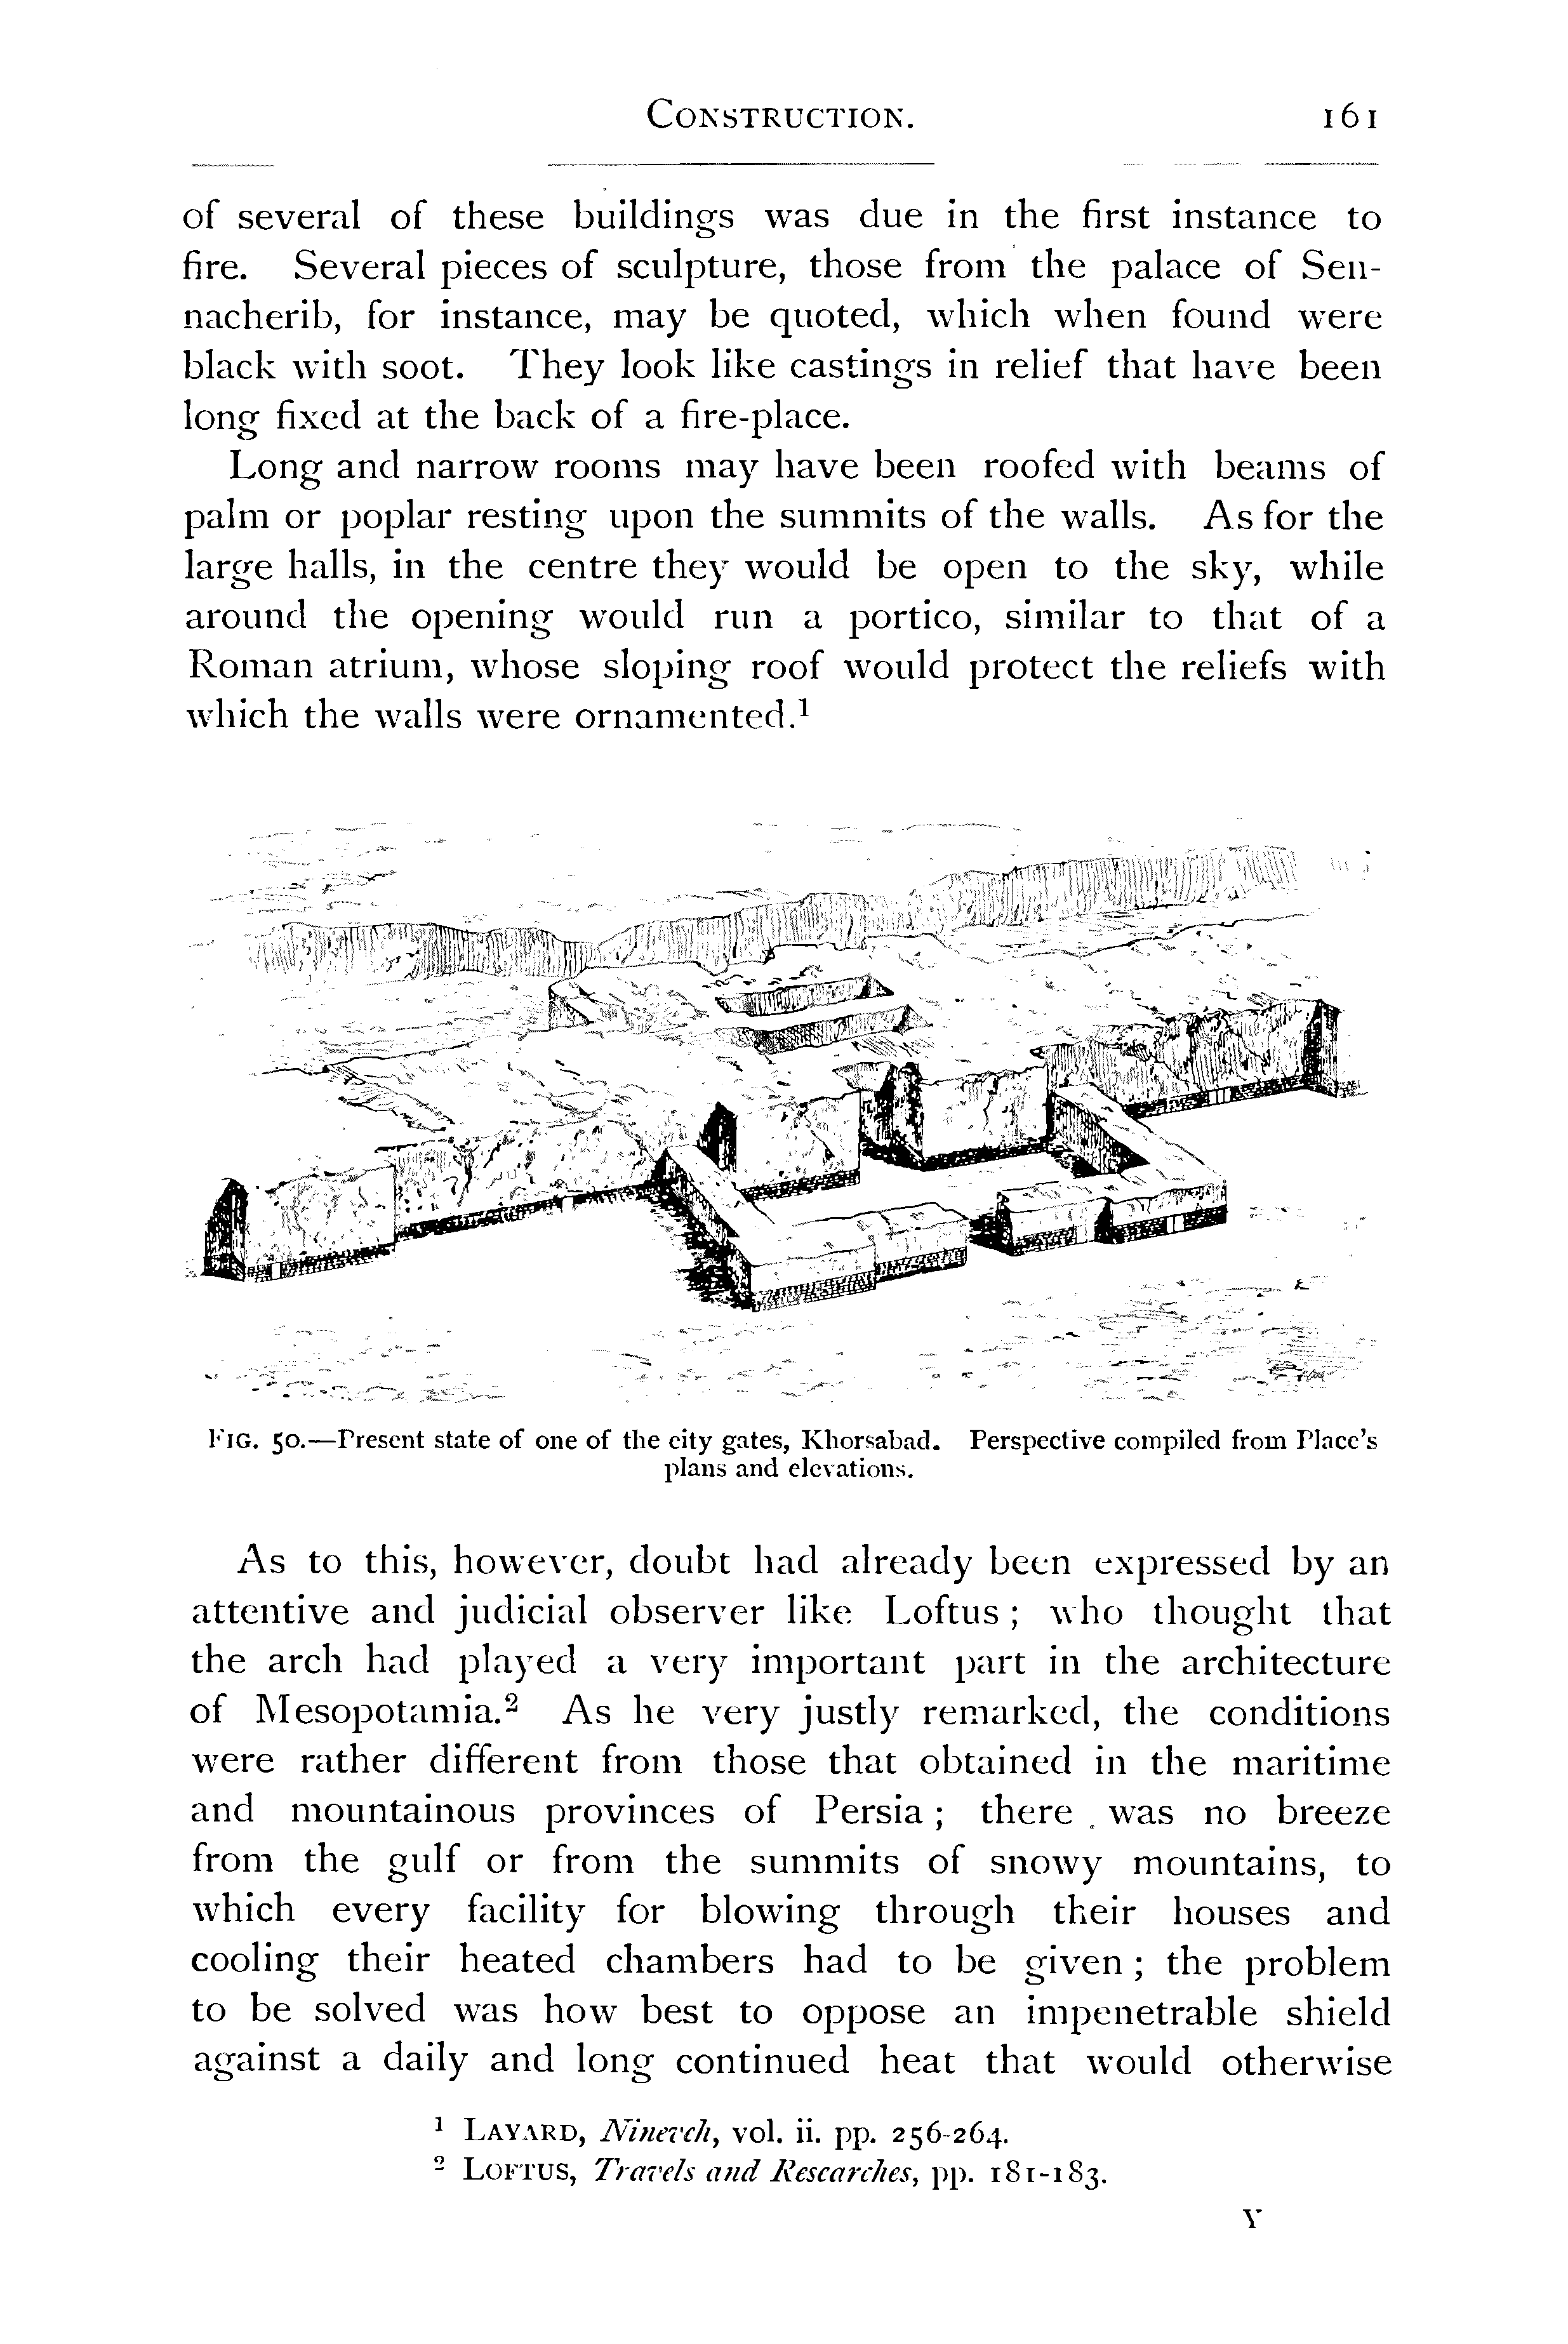 CONSTRUCTION. 161
of several of these buildings was due in the first instance to
fire. Several pieces of sculpture, those from the palace of Sen-
nacherib, for instance, may be quoted, which when found were
black with soot. They look like castings in relief that have been
long fixed at the back of a fire-place.
Long and narrow rooms may have been roofed with beams of
palm or poplar resting upon the summits of the walls. As for the
large halls, in the centre they would be open to the sky, while
around the opening would run a portico, similar to that of a
Roman atrium, whose sloping roof would protect the reliefs with
which the walls were ornamented.¹
FIG. 50.—Present state of one of the city gates, Khorsabad. Perspective compiled from Place's
plans and elevations.
As to this, however, doubt had already been expressed by an
attentive and judicial observer like Loftus; who thought that
the arch had played a very important part in the architecture
of Mesopotamia.² As he very justly remarked, the conditions
were rather different from those that obtained in the maritime
and mountainous provinces of Persia; there was no breeze
from the gulf or from the summits of snowy mountains, to
which every facility for blowing through their houses and
cooling their heated chambers had to be given; the problem
to be solved was how best to oppose an impenetrable shield
against a daily and long continued heat that would otherwise
¹ LAYARD, Nineveh, vol. ii. pp. 256-264.
² LOFTUS, Travels and Researches, pp. 181-183.
Y